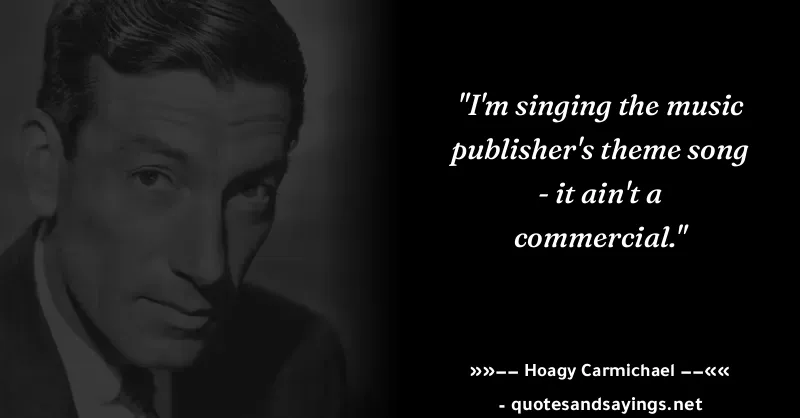 "I'm singing the music
publisher's theme song
- it ain't a
commercial."
»»−− Hoagy Carmichael −−««
- quotesandsayings.net